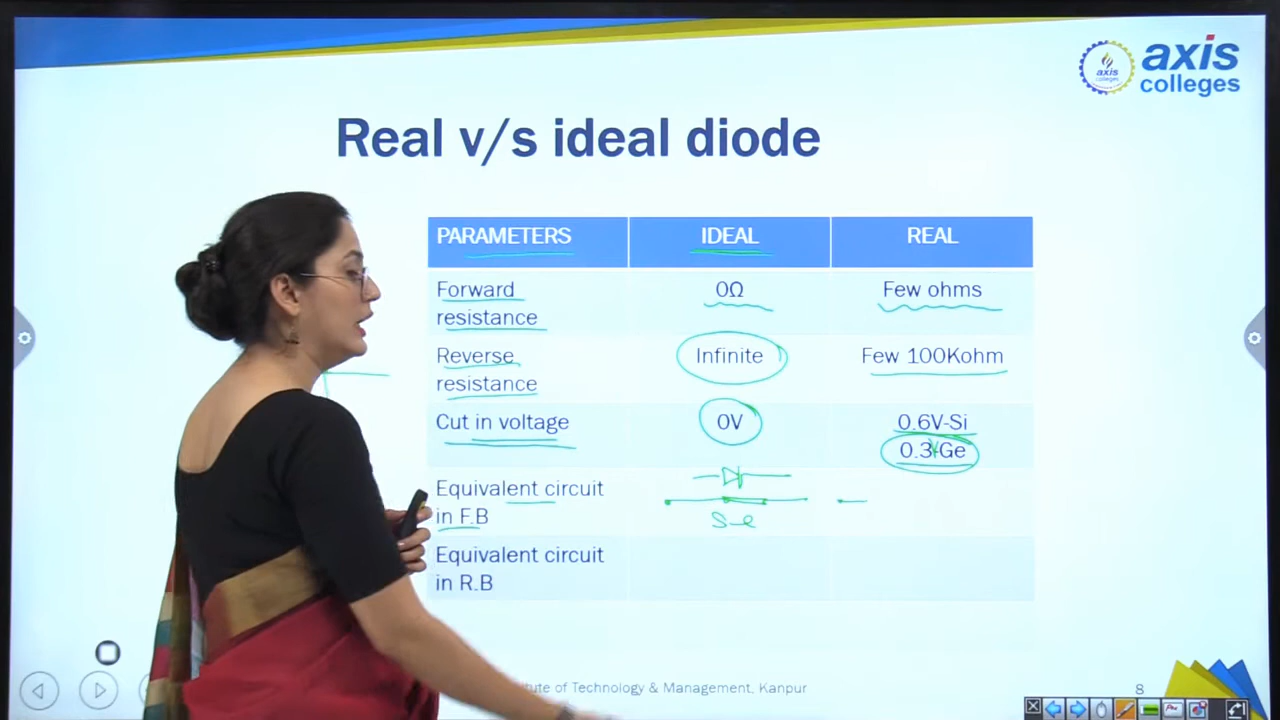 axis
colleges
axis
colleges
Real v/s ideal diode
PARAMETERS IDEAL REAL
Forward resistance 0Ω Few ohms
Reverse resistance Infinite Few 100Kohm
Cut in voltage 0V 0.6V-Si
0.3 Ge
Equivalent circuit in F.B
Equivalent circuit in R.B
of Technology & Management, Kanpur
8